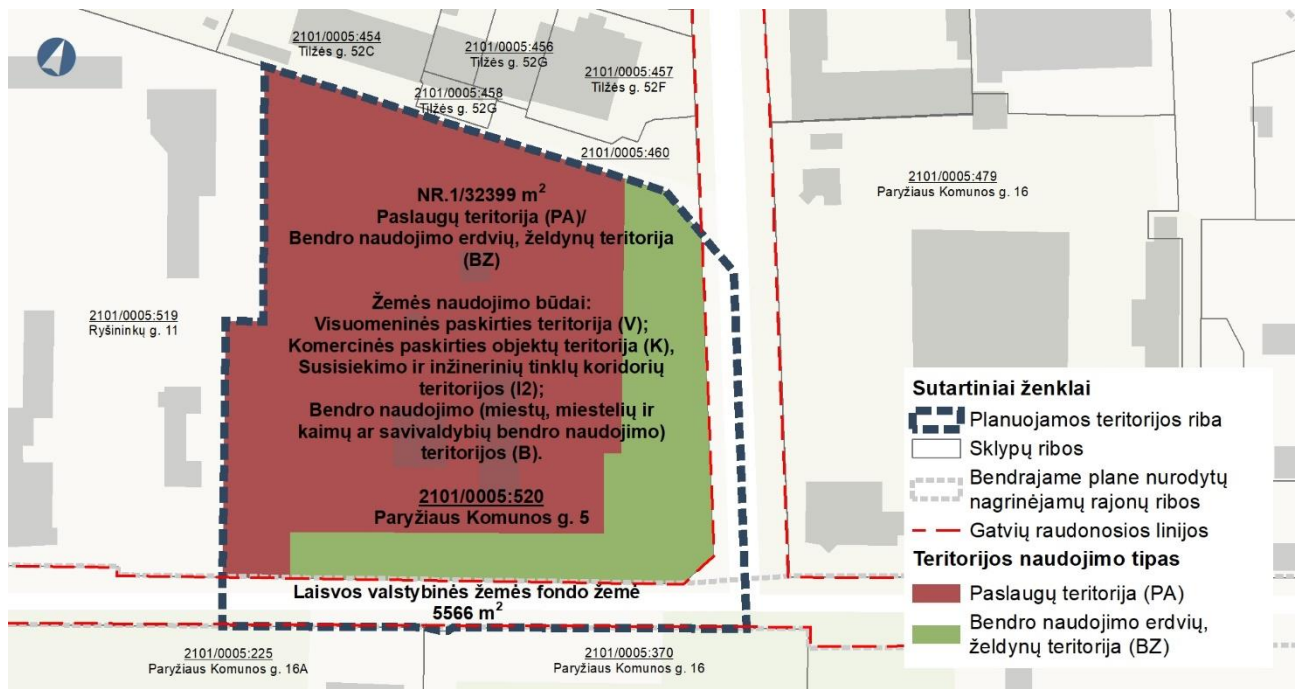 2101/0005:454
Tilžės g. 52C
2101/0005:456
Tilžės g. 52G
2101/0005:457
Tilžės g. 52F
2101/0005:458
Tilžės g. 52G
2101/0005:460
2101/0005:479
Paryžiaus Komunos g. 16
NR.1/32399 m²
Paslaugų teritorija (PA)/
Bendro naudojimo erdvių, želdynų teritorija
(BZ)
Žemės naudojimo būdai:
Visuomeninės paskirties teritorija (V);
Komercinės paskirties objektų teritorija (K),
Susisiekimo ir inžinerinių tinklų koridorių
teritorijos (I2);
Bendro naudojimo (miestų, miestelių ir
kaimų ar savivaldybių bendro naudojimo)
teritorijos (B).
2101/0005:520
Paryžiaus Komunos g. 5
2101/0005:519
Ryšininkų g. 11
Laisvos valstybinės žemės fondo žemė
5566 m²
2101/0005:225
Paryžiaus Komunos g. 16A
2101/0005:370
Paryžiaus Komunos g. 16
Sutartiniai ženklai
Planuojamos teritorijos riba
Sklypų ribos
Bendrajame plane nurodytų
nagrinėjamų rajonų ribos
Gatvių raudonosios linijos
Teritorijos naudojimo tipas
Paslaugų teritorija (PA)
Bendro naudojimo erdvių,
želdynų teritorija (BZ)